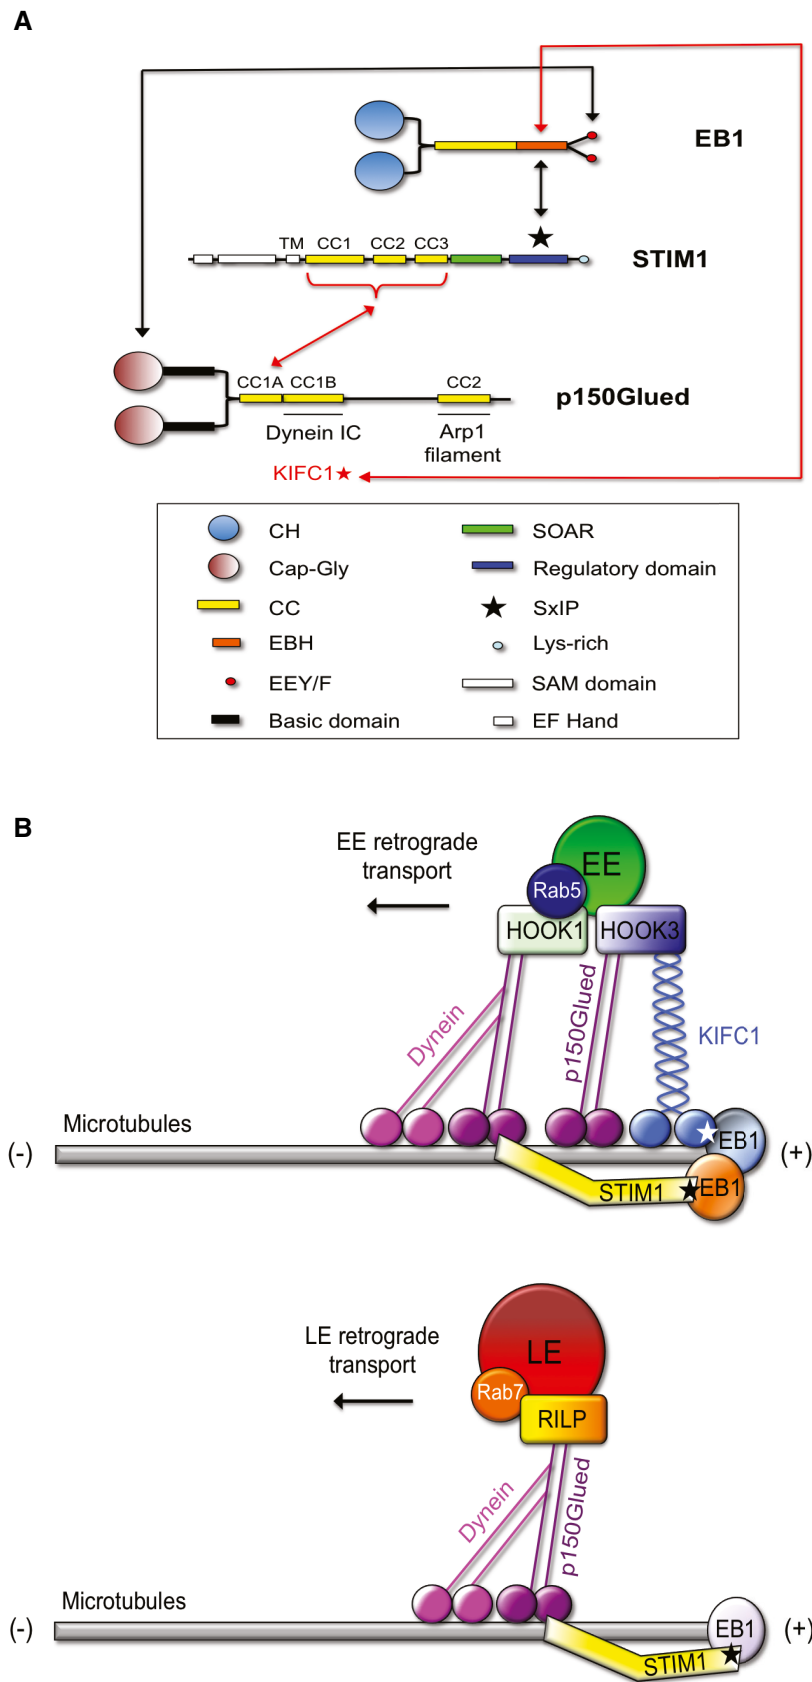 A
EB1
TM CC1 CC2 CC3
STIM1
CC1A CC1B CC2
p150Glued
Dynein IC
Arp1
filament
KIFC1★
CH
SOAR
Cap-Gly
Regulatory domain
CC
SxIP
EBH
Lys-rich
EEY/F
SAM domain
Basic domain
EF Hand
B
EE retrograde
transport
EE
Rab5
HOOK1
HOOK3
Dynein
p150Glued
KIFC1
Microtubules
(-)
EB1
(+)
STIM1
EB1
LE retrograde
transport
LE
Rab7
RILP
Dynein
p150Glued
Microtubules
(-)
EB1
(+)
STIM1